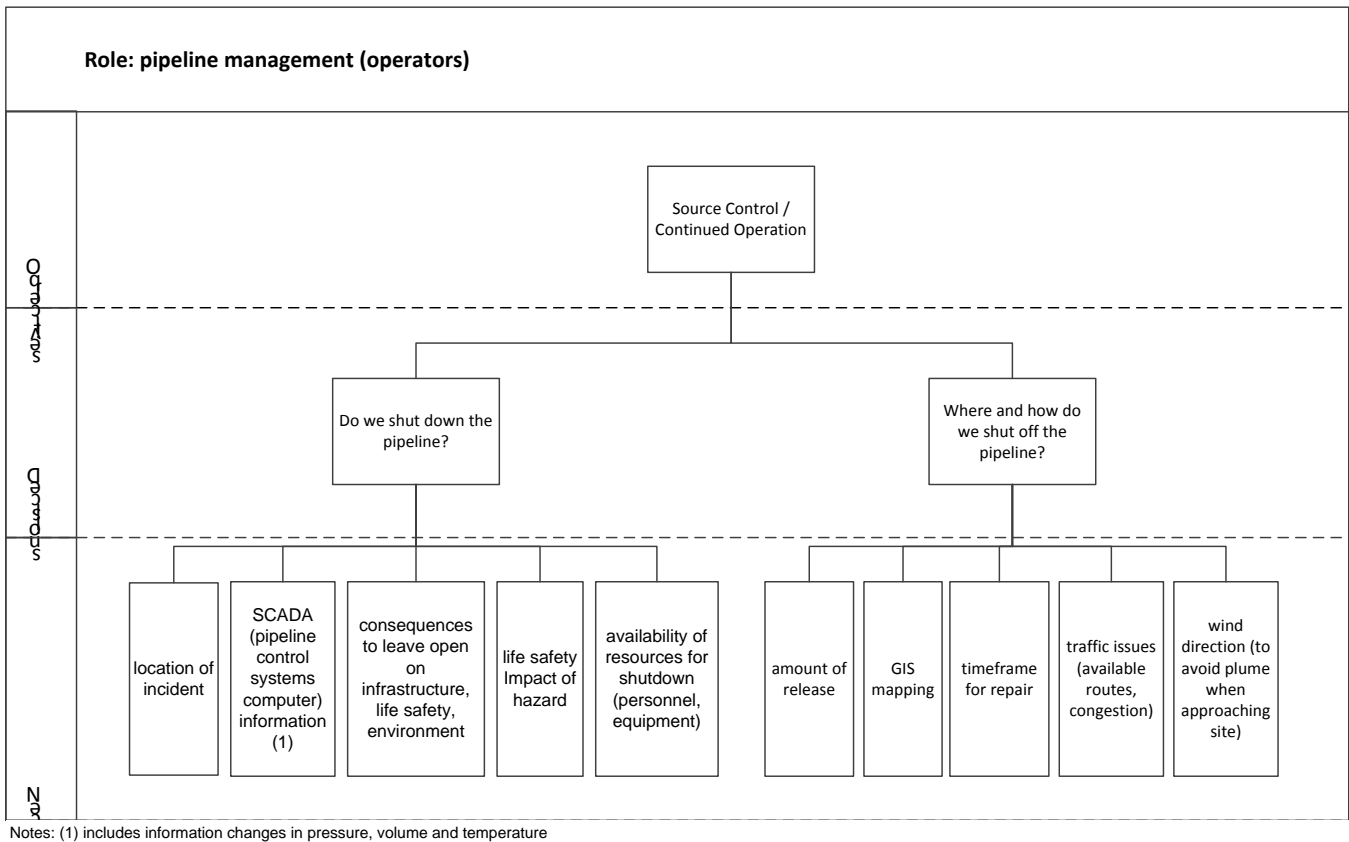 Role: pipeline management (operators)
Source Control /
Continued Operation
Do we shut down the
pipeline?
Where and how do
we shut off the
pipeline?
location of
incident
SCADA
(pipeline
control
systems
computer)
information
(1)
consequences
to leave open
on
infrastructure,
life safety,
environment
life safety
Impact of
hazard
availability of
resources for
shutdown
(personnel,
equipment)
amount of
release
GIS
mapping
timeframe
for repair
traffic issues
(available
routes,
congestion)
wind
direction (to
avoid plume
when
approaching
site)
Notes: (1) includes information changes in pressure, volume and temperature